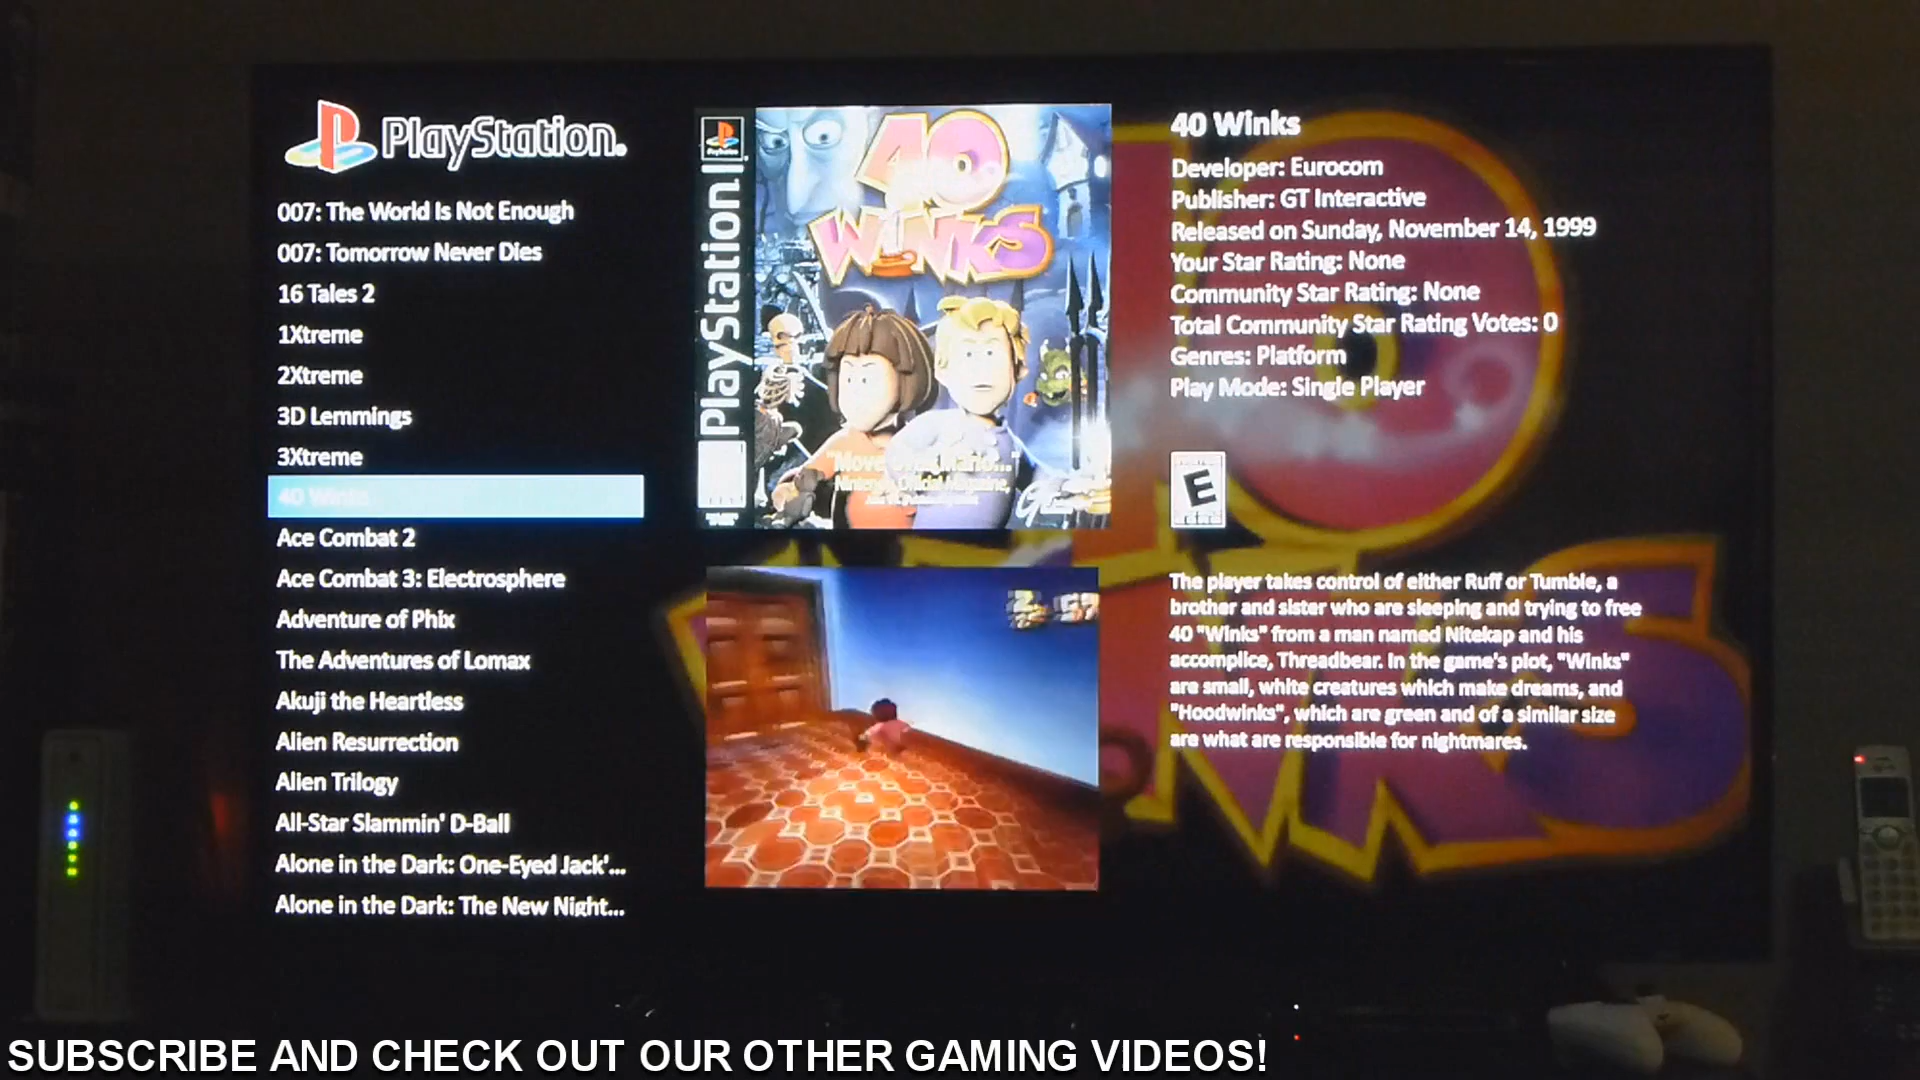 PlayStation
007: The World Is Not Enough
007: Tomorrow Never Dies
16 Tales 2
1Xtreme
2Xtreme
3D Lemmings
3Xtreme
40 Winks
Ace Combat 2
Ace Combat 3: Electrosphere
Adventure of Phix
The Adventures of Lomax
Akuji the Heartless
Alien Resurrection
Alien Trilogy
All-Star Slammin' D-Ball
Alone in the Dark: One-Eyed Jack'...
Alone in the Dark: The New Night...
PlayStation
PlayStation
40
WINKS
"Move Over Mario..."
Nintendo Official Magazine,
40 Winks
Developer: Eurocom
Publisher: GT Interactive
Released on Sunday, November 14, 1999
Your Star Rating: None
Community Star Rating: None
Total Community Star Rating Votes: 0
Genres: Platform
Play Mode: Single Player
E
The player takes control of either Ruff or Tumble, a
brother and sister who are sleeping and trying to free
40 "Winks" from a man named Nitekap and his
accomplice, Threadbear. In the game's plot, "Winks"
are small, white creatures which make dreams, and
"Hoodwinks", which are green and of a similar size
are what are responsible for nightmares.
SUBSCRIBE AND CHECK OUT OUR OTHER GAMING VIDEOS!